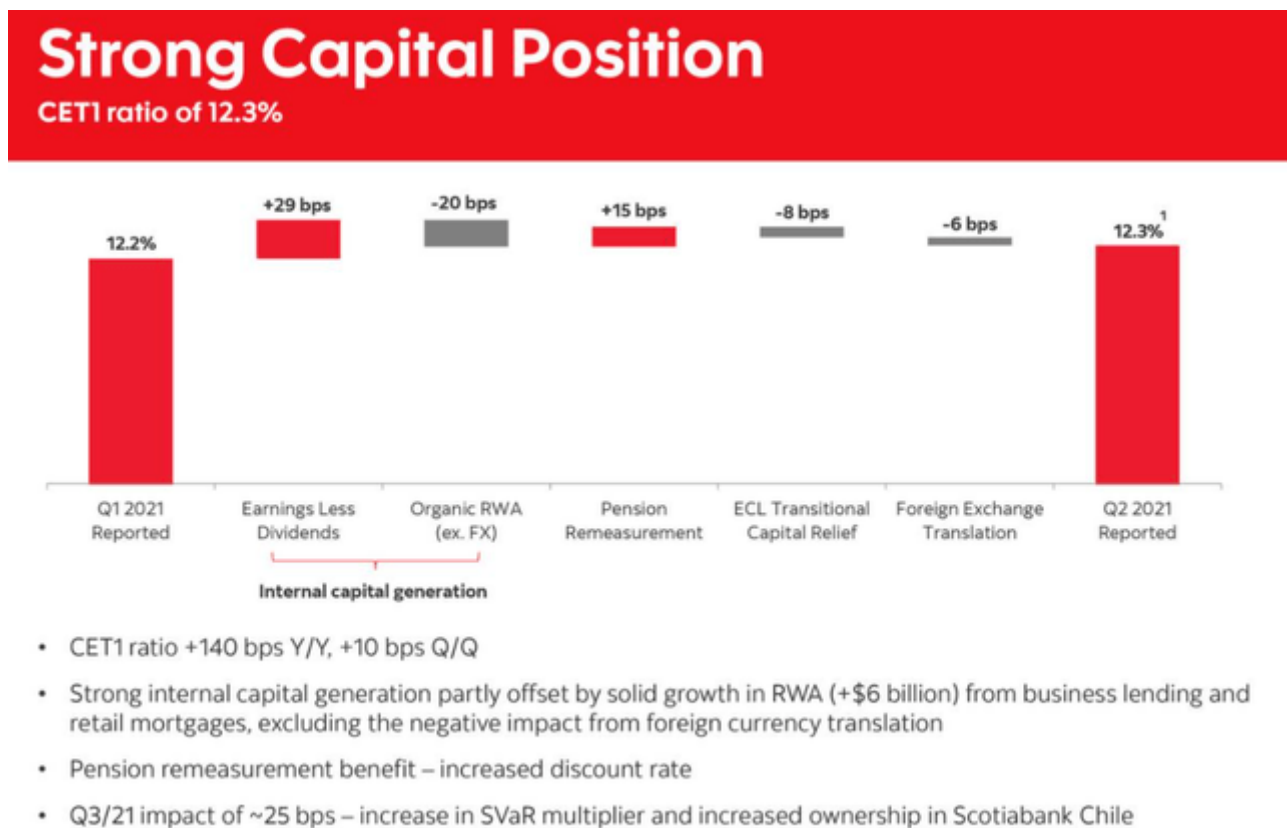 Strong Capital Position
CET1 ratio of 12.3%
+29 bps
-20 bps
+15 bps
-8 bps
-6 bps
12.2%
12.3%¹
Q1 2021
Reported
Earnings Less
Dividends
Organic RWA
(ex. FX)
Pension
Remeasurement
ECL Transitional
Capital Relief
Foreign Exchange
Translation
Q2 2021
Reported
Internal capital generation
• CET1 ratio +140 bps Y/Y, +10 bps Q/Q
• Strong internal capital generation partly offset by solid growth in RWA (+$6 billion) from business lending and
retail mortgages, excluding the negative impact from foreign currency translation
• Pension remeasurement benefit – increased discount rate
• Q3/21 impact of ~25 bps – increase in SVaR multiplier and increased ownership in Scotiabank Chile